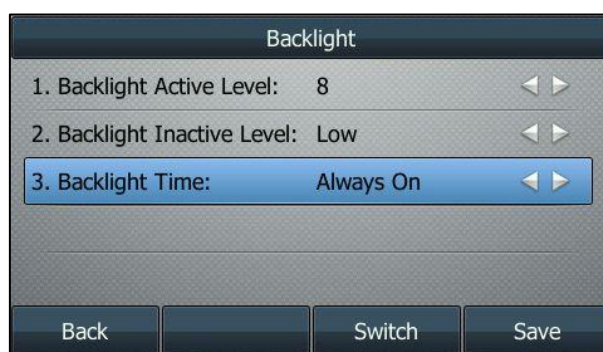 Backlight
1. Backlight Active Level: 8
2. Backlight Inactive Level: Low
3. Backlight Time: Always On
Back Switch Save